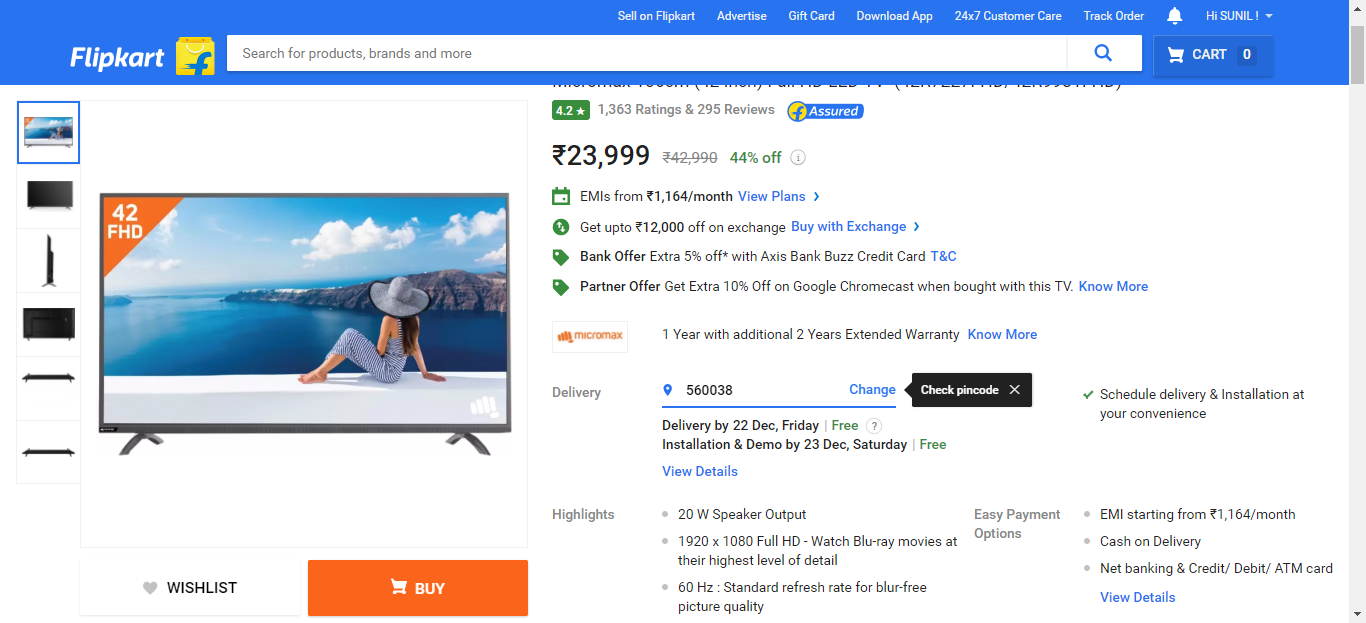 Sell on Flipkart Advertise Gift Card Download App 24x7 Customer Care Track Order Hi SUNIL !
Flipkart Search for products, brands and more CART 0
4.2 ★ 1,363 Ratings & 295 Reviews Assured
₹23,999 ₹42,990 44% off i
EMIs from ₹1,164/month View Plans
Get upto ₹12,000 off on exchange Buy with Exchange
Bank Offer Extra 5% off* with Axis Bank Buzz Credit Card T&C
Partner Offer Get Extra 10% Off on Google Chromecast when bought with this TV. Know More
42
FHD
micromax 1 Year with additional 2 Years Extended Warranty Know More
Delivery 560038 Change Check pincode ✕
Schedule delivery & Installation at
your convenience
Delivery by 22 Dec, Friday | Free ?
Installation & Demo by 23 Dec, Saturday | Free
View Details
Highlights
20 W Speaker Output
1920 x 1080 Full HD - Watch Blu-ray movies at
their highest level of detail
60 Hz : Standard refresh rate for blur-free
picture quality
Easy Payment
Options
EMI starting from ₹1,164/month
Cash on Delivery
Net banking & Credit/ Debit/ ATM card
View Details
WISHLIST BUY